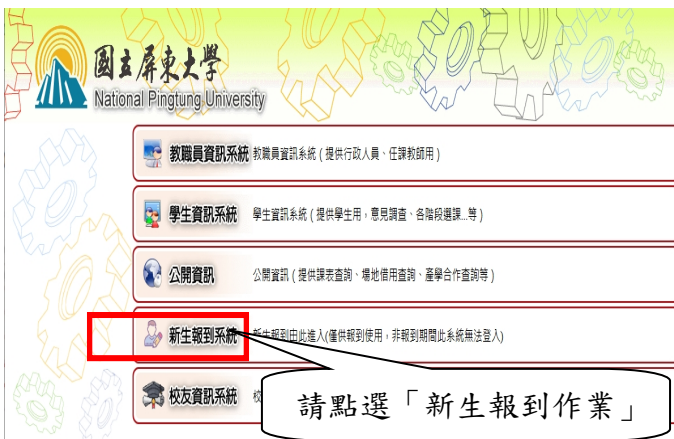 國立屏東大學
National Pingtung University
教職員資訊系統 教職員資訊系統 ( 提供行政人員、任課教師用 )
學生資訊系統 學生資訊系統 ( 提供學生用，意見調查、各階段選課...等 )
公開資訊 公開資訊 ( 提供課表查詢、場地借用查詢、產學合作查詢等 )
新生報到系統 新生報到由此進入(僅供報到使用，非報到期間此系統無法登入)
校友資訊系統 校
請點選「新生報到作業」